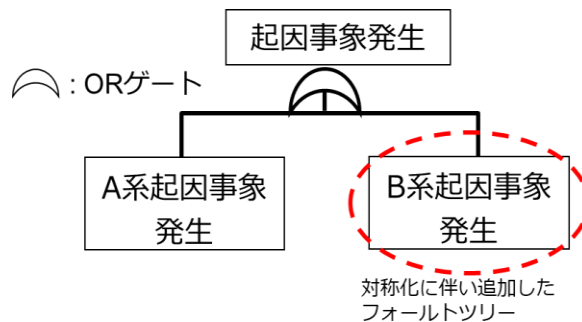 起因事象発生
: ORゲート
A系起因事象
発生
B系起因事象
発生
対称化に伴い追加した
フォールトツリー